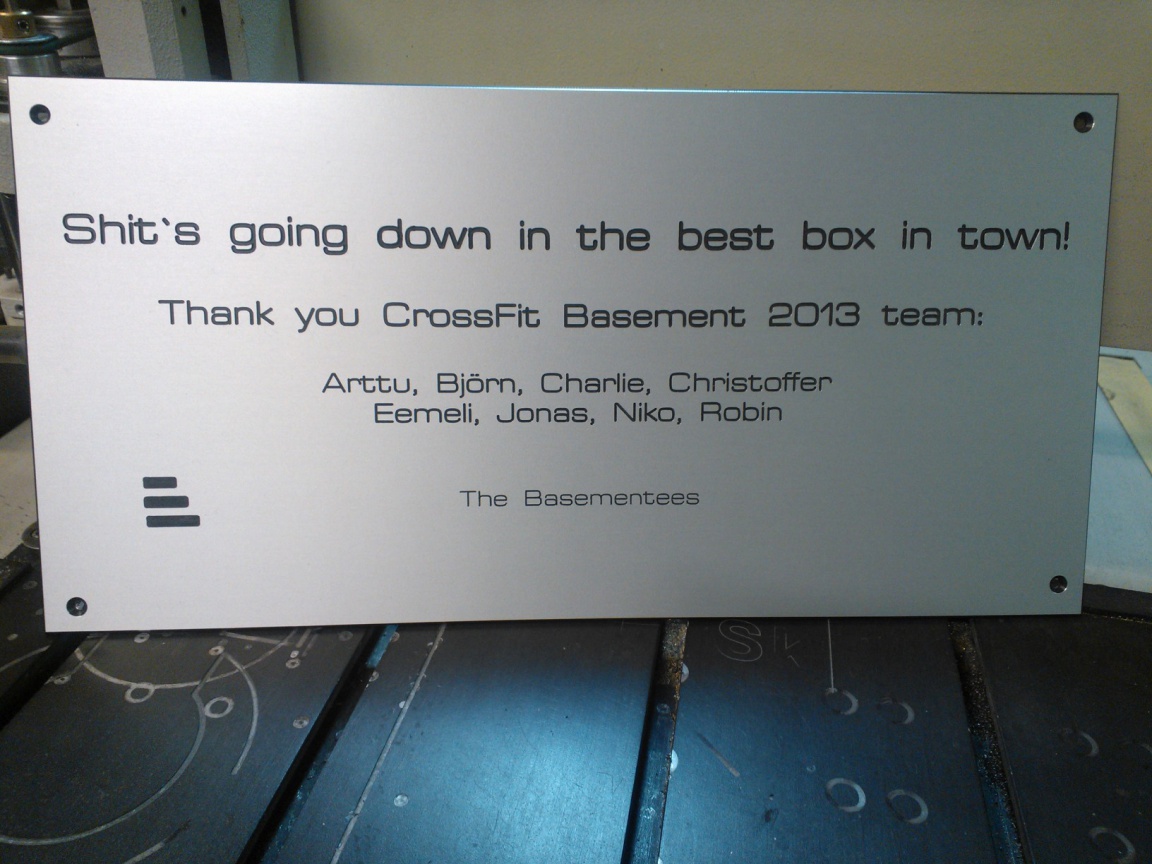 Shit`s going down in the best box in town!
Thank you CrossFit Basement 2013 team:
Arttu, Björn, Charlie, Christoffer
Eemeli, Jonas, Niko, Robin
The Basementees